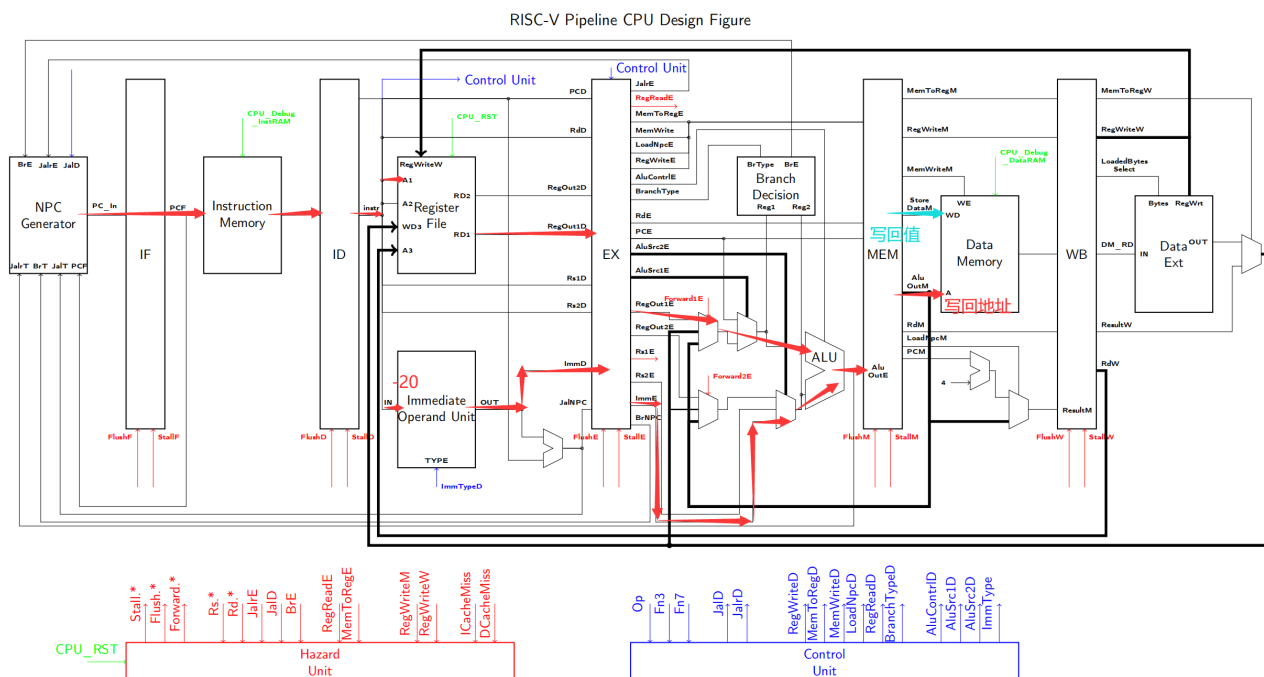 RISC-V Pipeline CPU Design Figure
Control Unit
Control Unit
BrE JalrE JalD
NPC
Generator
JalrT BrT JalT PCF
PC_In
PCF
IF
FlushF
StallF
CPU_Debug
_InstRAM
Instruction
Memory
ID
FlushD
StallD
instr
CPU_RST
RegWriteW
A1
A2
WD3
A3
RD2
RD1
Register
File
PCD
RdD
RegOut2D
RegOut1D
Rs1D
Rs2D
ImmD
JalNPC
-20
IN
Immediate
Operand Unit
OUT
TYPE
ImmTypeD
EX
FlushE
StallE
JalrE
RegReadE
MemToRegE
MemWrite
LoadNpcE
RegWriteE
AluContrlE
BranchType
RdE
PCE
AluSrc2E
AluSrc1E
RegOut1E
RegOut2E
Rs1E
Rs2E
ImmE
BrNPC
Forward1E
Forward2E
BrType BrE
Branch
Decision
Reg1 Reg2
ALU
Alu
OutE
MEM
FlushM
StallM
MemToRegM
RegWriteM
MemWriteM
Store
DataM
写回值
Alu
OutM
写回地址
RdM
LoadNpcM
PCM
4
ResultM
CPU_Debug
_DataRAM
WE
WD
Data
Memory
A
WB
FlushW
StallW
MemToRegW
RegWriteW
LoadedBytes
Select
DM_RD
ResultW
RdW
Bytes RegWrt
OUT
IN
Data
Ext
Stall.*
Flush.*
Forward.*
Rs.*
Rd.*
JalrE
JalD
BrE
RegReadE
MemToRegE
RegWriteM
RegWriteW
ICacheMiss
DCacheMiss
CPU_RST
Hazard
Unit
Op
Fn3
Fn7
JalD
JalrD
RegWriteD
MemToRegD
MemWriteD
LoadNpcD
RegReadD
BranchTypeD
AluContrlD
AluSrc1D
AluSrc2D
ImmType
Control
Unit